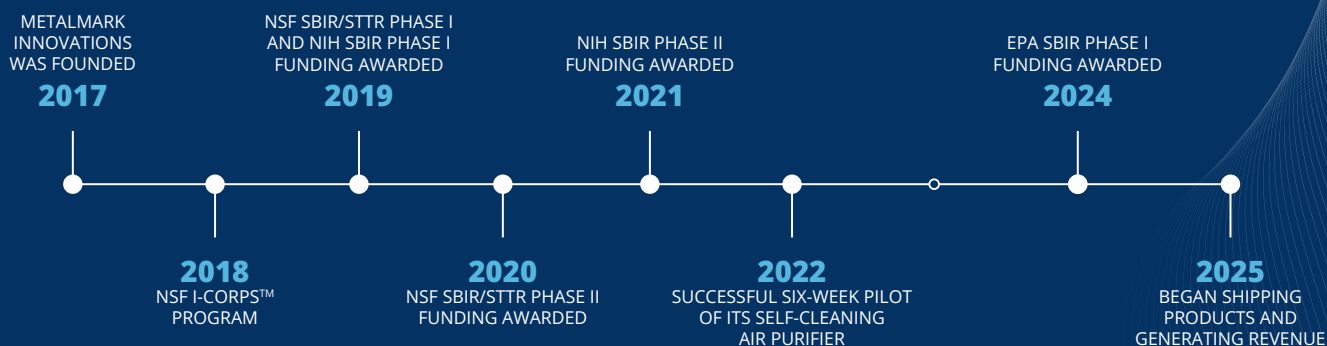 METALMARK
INNOVATIONS
WAS FOUNDED
2017
2018
NSF I-CORPS™
PROGRAM
NSF SBIR/STTR PHASE I
AND NIH SBIR PHASE I
FUNDING AWARDED
2019
2020
NSF SBIR/STTR PHASE II
FUNDING AWARDED
NIH SBIR PHASE II
FUNDING AWARDED
2021
2022
SUCCESSFUL SIX-WEEK PILOT
OF ITS SELF-CLEANING
AIR PURIFIER
EPA SBIR PHASE I
FUNDING AWARDED
2024
2025
BEGAN SHIPPING
PRODUCTS AND
GENERATING REVENUE